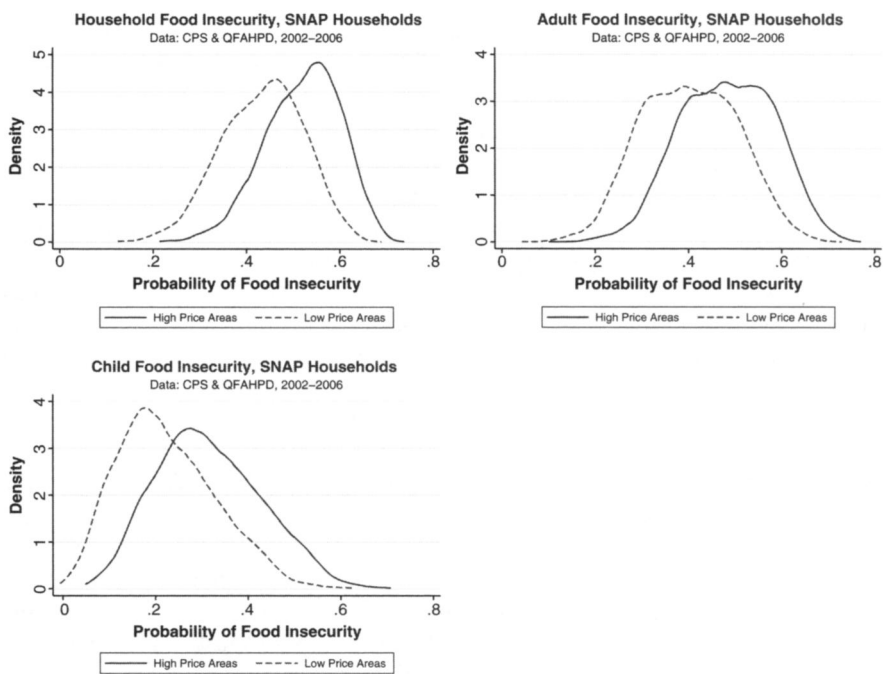 Household Food Insecurity, SNAP Households
Data: CPS & QFAHPD, 2002–2006
5
4
3
2
1
0
Density
0 .2 .4 .6 .8
Probability of Food Insecurity
High Price Areas Low Price Areas
Adult Food Insecurity, SNAP Households
Data: CPS & QFAHPD, 2002–2006
4
3
2
1
0
Density
0 .2 .4 .6 .8
Probability of Food Insecurity
High Price Areas Low Price Areas
Child Food Insecurity, SNAP Households
Data: CPS & QFAHPD, 2002–2006
4
3
2
1
0
Density
0 .2 .4 .6 .8
Probability of Food Insecurity
High Price Areas Low Price Areas